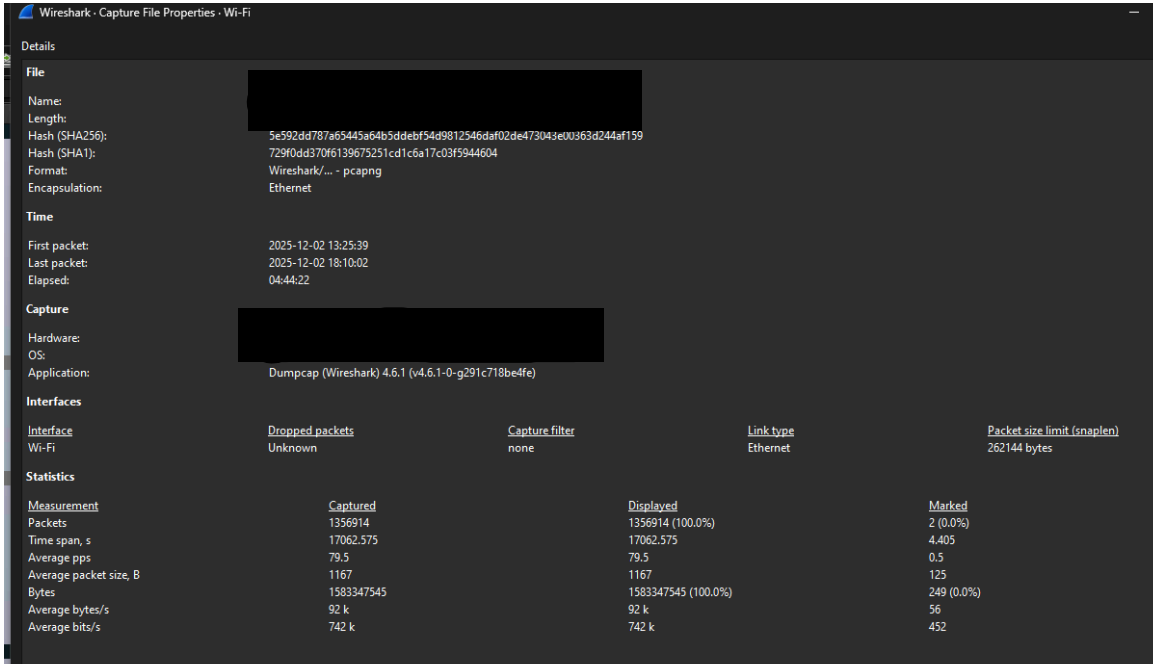 Wireshark · Capture File Properties · Wi-Fi
Details
File
Name:
Length:
Hash (SHA256): 5e592dd787a65445a64b5ddebf54d9812546daf02de473043e00363d244af159
Hash (SHA1): 729f0dd370f6139675251cd1c6a17c03f5944604
Format: Wireshark/... - pcapng
Encapsulation: Ethernet
Time
First packet: 2025-12-02 13:25:39
Last packet: 2025-12-02 18:10:02
Elapsed: 04:44:22
Capture
Hardware:
OS:
Application: Dumpcap (Wireshark) 4.6.1 (v4.6.1-0-g291c718be4fe)
Interfaces
Interface Dropped packets Capture filter Link type Packet size limit (snaplen)
Wi-Fi Unknown none Ethernet 262144 bytes
Statistics
Measurement Captured Displayed Marked
Packets 1356914 1356914 (100.0%) 2 (0.0%)
Time span, s 17062.575 17062.575 4.405
Average pps 79.5 79.5 0.5
Average packet size, B 1167 1167 125
Bytes 1583347545 1583347545 (100.0%) 249 (0.0%)
Average bytes/s 92 k 92 k 56
Average bits/s 742 k 742 k 452